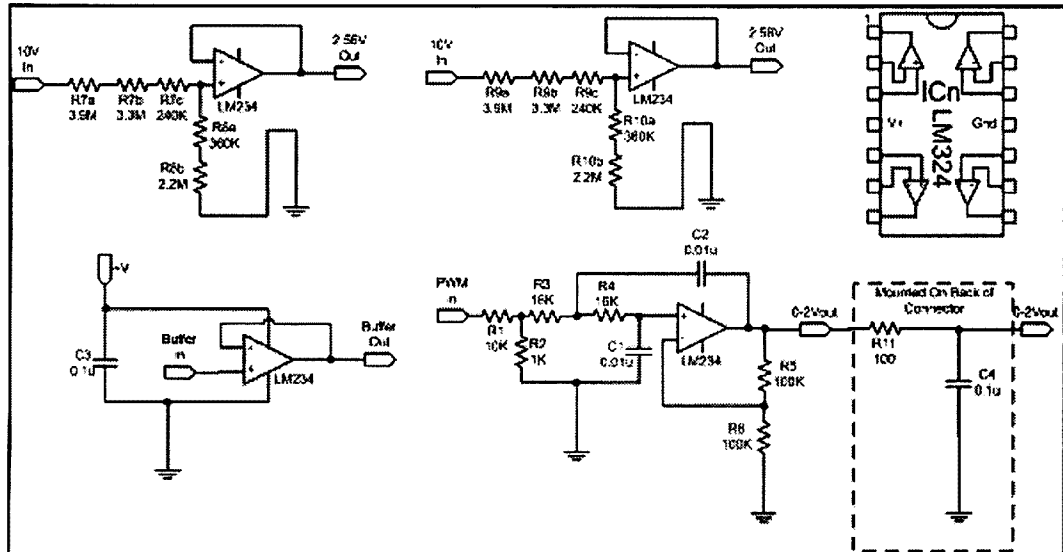 10V
In
R7a
3.9M
R7b
3.3M
R7c
240K
R8a
360K
R8b
2.2M
LM234
2.56V
Out
10V
In
R9a
3.9M
R9b
3.3M
R9c
240K
R10a
360K
R10b
2.2M
LM234
2.56V
Out
ICn
LM324
V+
Gnd
+V
C3
0.1u
Buffer
In
LM234
Buffer
Out
PWM
In
R1
10K
R2
1K
R3
16K
R4
16K
C1
0.01u
C2
0.01u
LM234
R5
100K
R6
100K
0-2Vout
Mounted On Back of
Connector
R11
100
C4
0.1u
0-2Vout